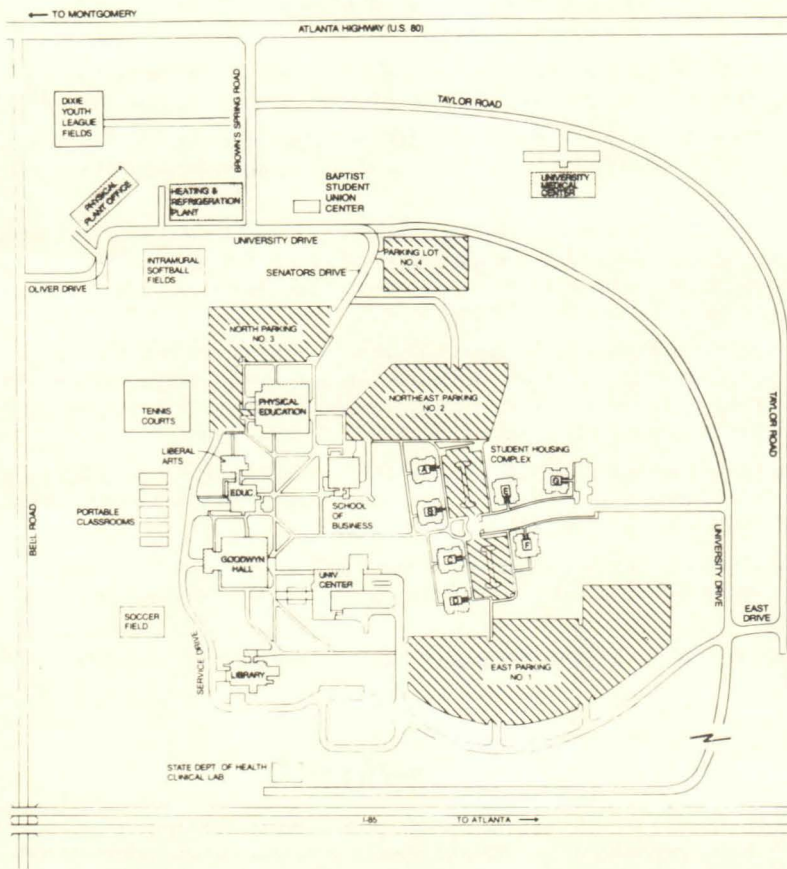 ← TO MONTGOMERY
ATLANTA HIGHWAY (U.S. 80)
DIXIE
YOUTH
LEAGUE
FIELDS
BROWN'S SPRING ROAD
TAYLOR ROAD
PHYSICAL
PLANT OFFICE
HEATING &
REFRIGERATION
PLANT
BAPTIST
STUDENT
UNION
CENTER
UNIVERSITY
MEDICAL
CENTER
UNIVERSITY DRIVE
INTRAMURAL
SOFTBALL
FIELDS
SENATORS DRIVE
PARKING LOT
NO. 4
OLIVER DRIVE
NORTH PARKING
NO. 3
TENNIS
COURTS
PHYSICAL
EDUCATION
NORTHEAST PARKING
NO. 2
TAYLOR ROAD
LIBERAL
ARTS
STUDENT HOUSING
COMPLEX
A
G
E
EDUC
B
SCHOOL
OF
BUSINESS
PORTABLE
CLASSROOMS
BELL ROAD
F
GOODWYN
HALL
C
UNIV
CENTER
D
UNIVERSITY DRIVE
SOCCER
FIELD
EAST
DRIVE
SERVICE DRIVE
LIBRARY
EAST PARKING
NO. 1
N
STATE DEPT OF HEALTH
CLINICAL LAB
I-85
TO ATLANTA →